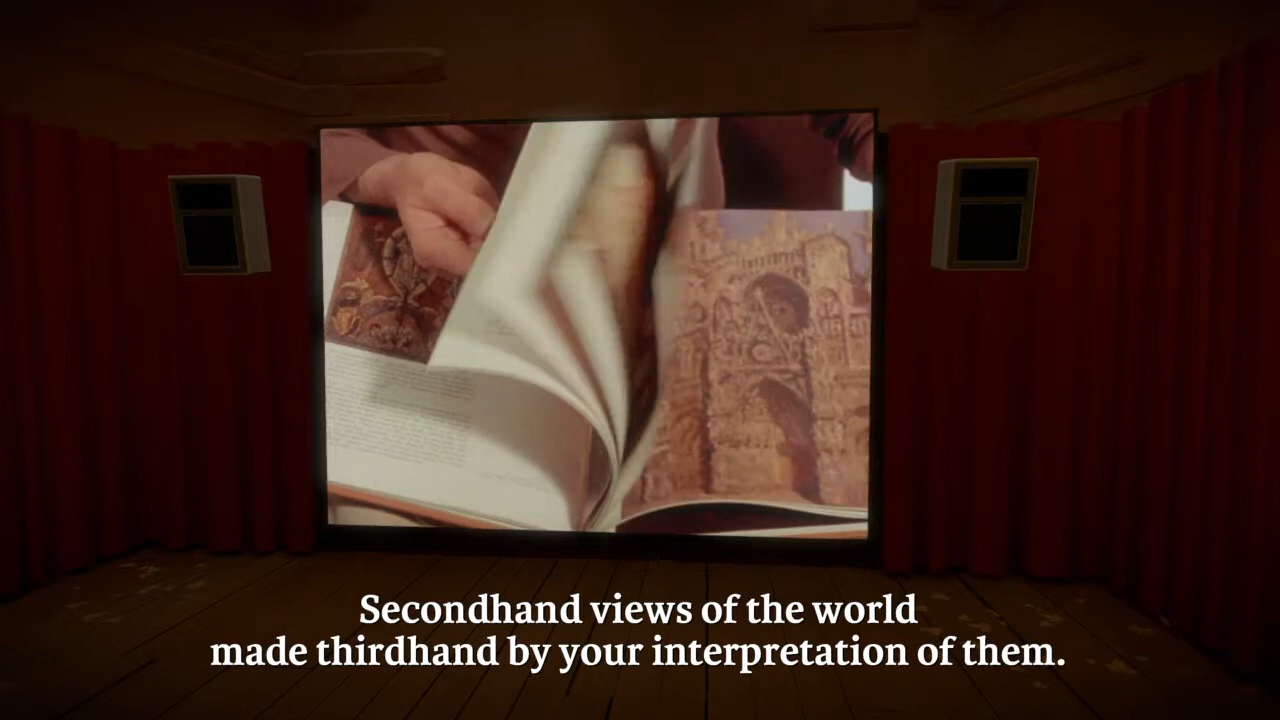 Secondhand views of the world
made thirdhand by your interpretation of them.